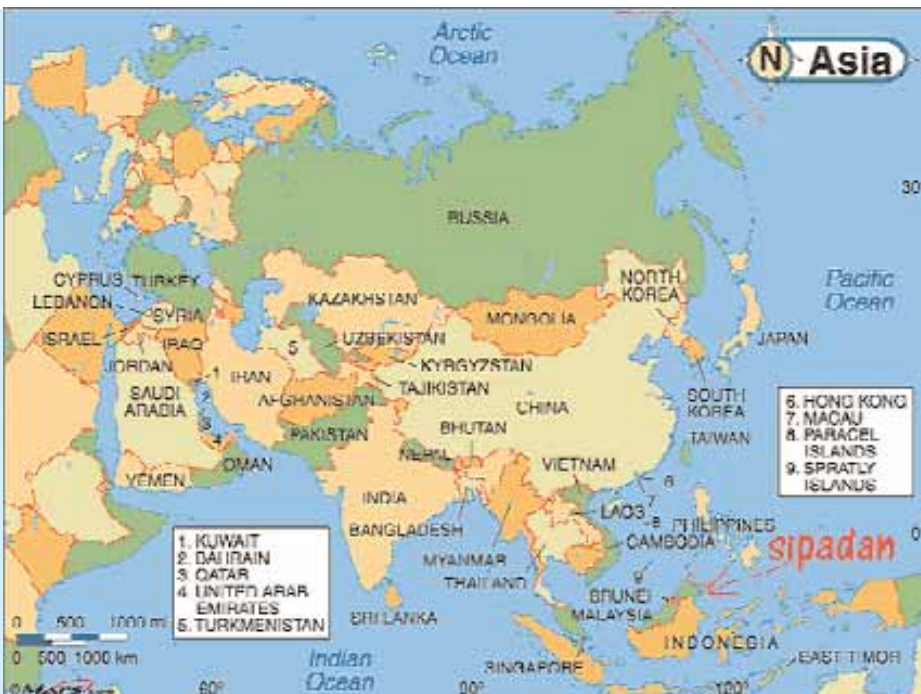 Arctic
Ocean
N Asia
30
RUSSIA
Pacific
Ocean
NORTH
KOREA
CYPRUS TURKEY
LEBANON
SYRIA
KAZAKHSTAN
MONGOLIA
JAPAN
ISRAEL
IRAQ
UZBEKISTAN
5
JORDAN
1
IRAN
KYRGYZSTAN
TAJIKISTAN
SAUDI
ARABIA
2
3
4
AFGHANISTAN
CHINA
SOUTH
KOREA
PAKISTAN
BHUTAN
TAIWAN
NEPAL
OMAN
YEMEN
VIETNAM
INDIA
6
7
8
LAOS
BANGLADESH
PHILIPPINES
CAMBODIA
MYANMAR
THAILAND
9
sipadan
BRUNEI
MALAYSIA
SRI LANKA
INDONESIA
SINGAPORE
EAST TIMOR
6. HONG KONG
7. MACAU
8. PARACEL
ISLANDS
9. SPRATLY
ISLANDS
0
1. KUWAIT
2. BAHRAIN
3. QATAR
4. UNITED ARAB
EMIRATES
5. TURKMENISTAN
0 500 1000 mi
0 500 1000 km
Indian
Ocean
60°
90°
120°